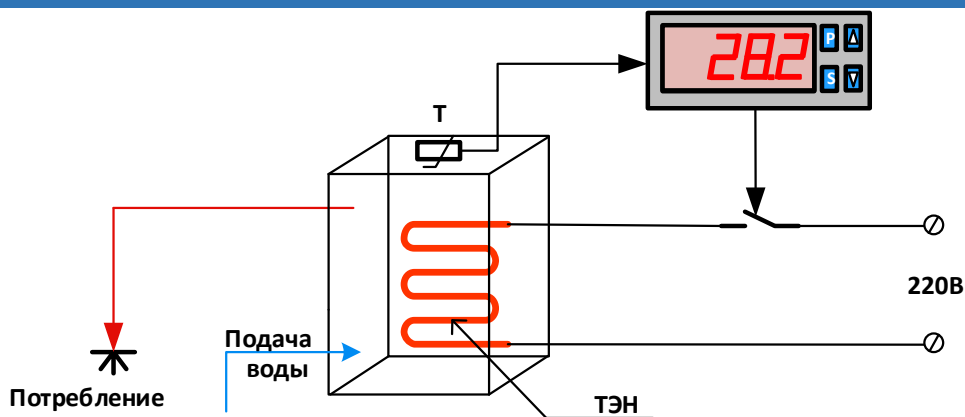 28.2
P
S
T
220В
Подача
воды
Потребление
ТЭН